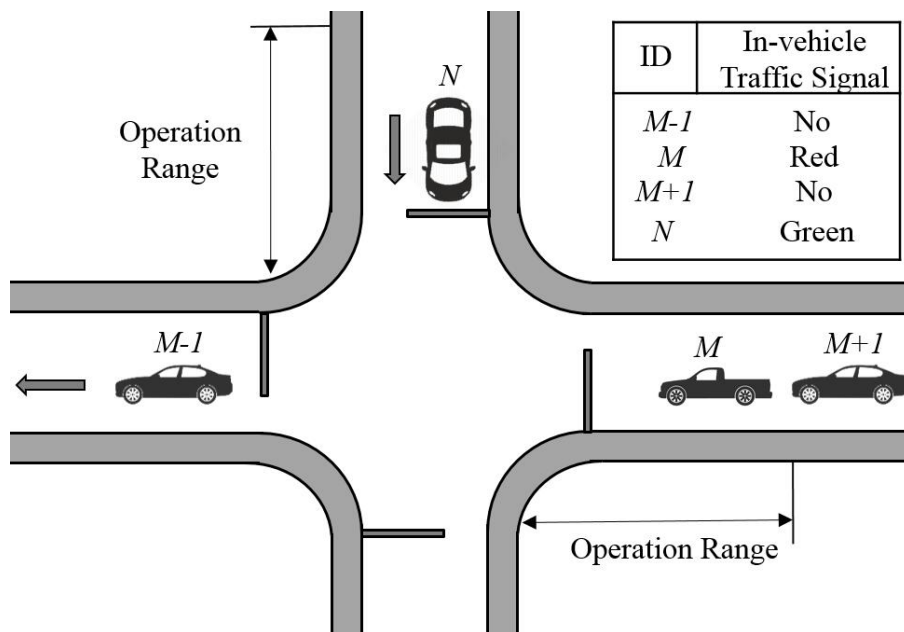 Operation
Range
N
ID
In-vehicle
Traffic Signal
M-1 No
M Red
M+1 No
N Green
M-1
M
M+1
Operation Range